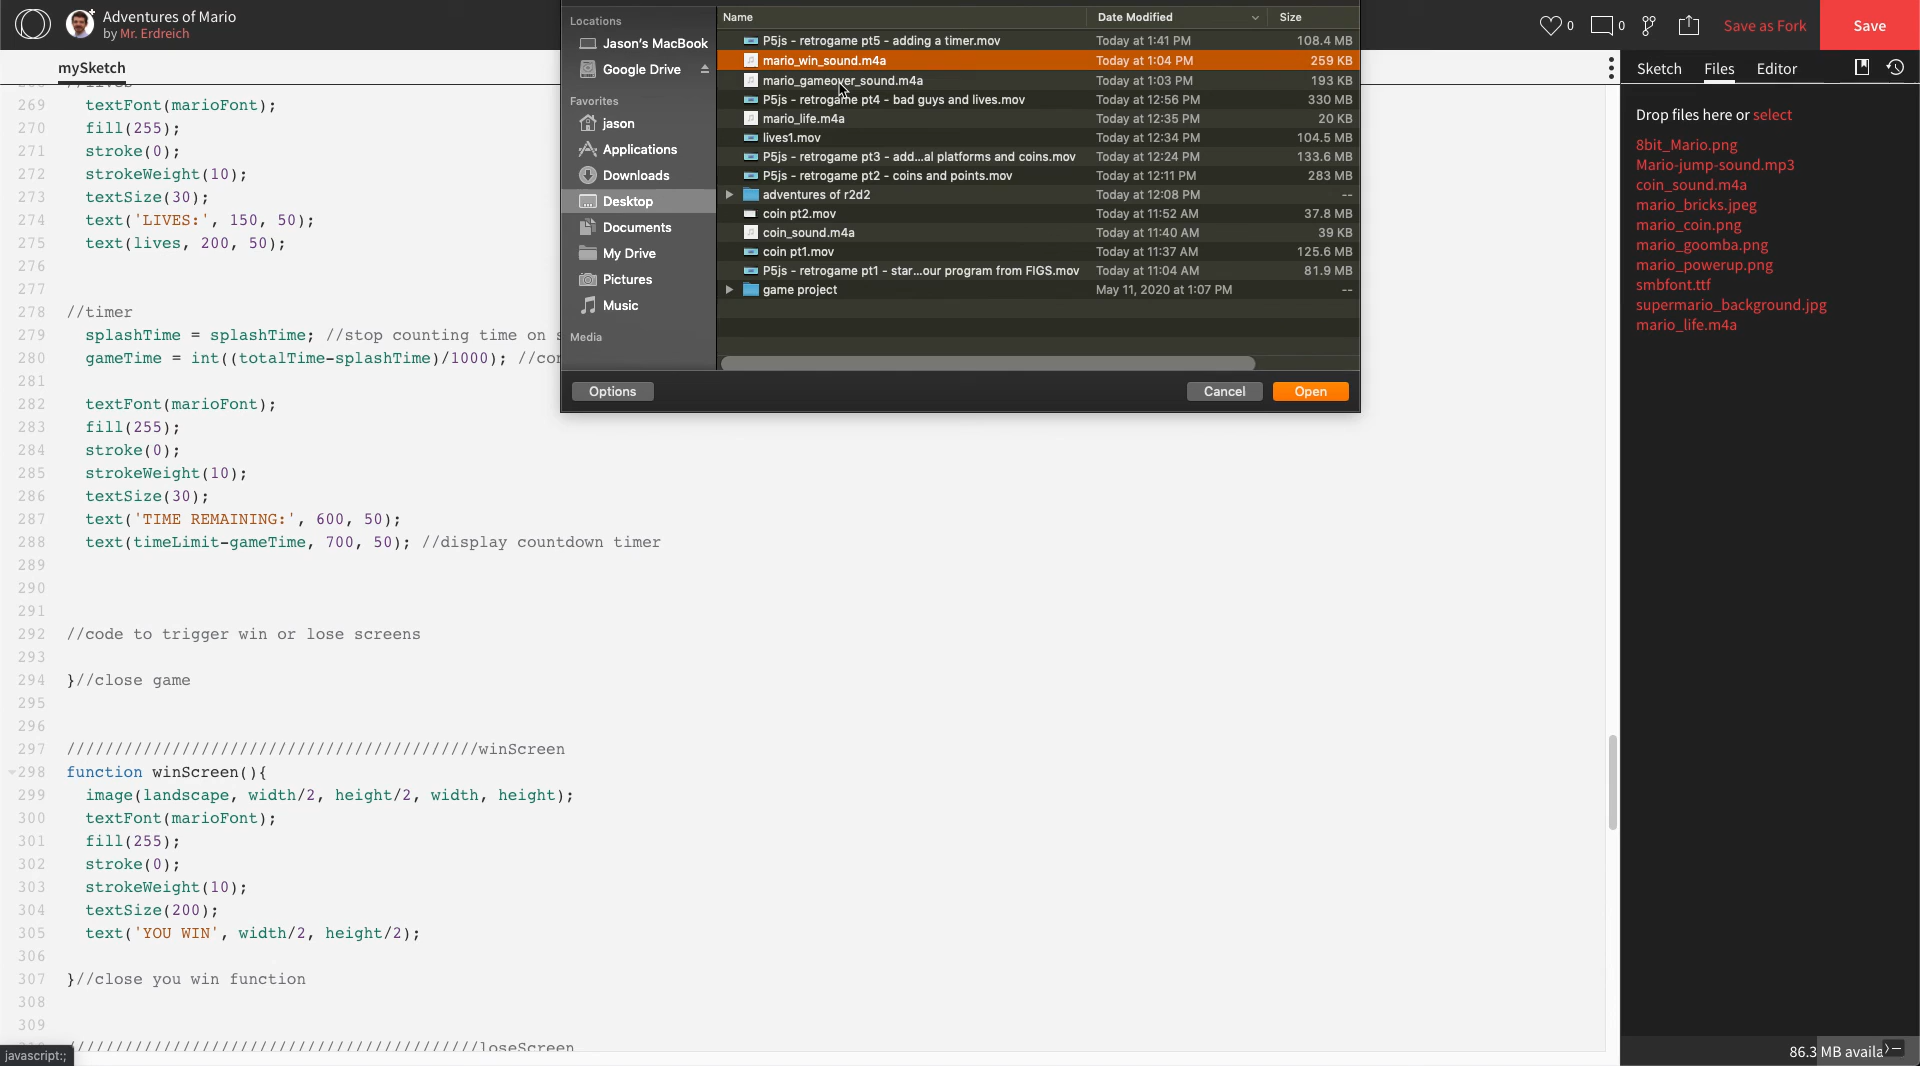 Adventures of Mario
by Mr. Erdreich
0
0
Save as Fork
Save
mySketch
Sketch
Files
Editor
Locations
Jason's MacBook
Google Drive
Favorites
jason
Applications
Downloads
Desktop
Documents
My Drive
Pictures
Music
Media
Name Date Modified Size
P5js - retrogame pt5 - adding a timer.mov Today at 1:41 PM 108.4 MB
mario_win_sound.m4a Today at 1:04 PM 259 KB
mario_gameover_sound.m4a Today at 1:03 PM 193 KB
P5js - retrogame pt4 - bad guys and lives.mov Today at 12:56 PM 330 MB
mario_life.m4a Today at 12:35 PM 20 KB
lives1.mov Today at 12:34 PM 104.5 MB
P5js - retrogame pt3 - add...al platforms and coins.mov Today at 12:24 PM 133.6 MB
P5js - retrogame pt2 - coins and points.mov Today at 12:11 PM 283 MB
adventures of r2d2 Today at 12:08 PM --
coin pt2.mov Today at 11:52 AM 37.8 MB
coin_sound.m4a Today at 11:40 AM 39 KB
coin pt1.mov Today at 11:37 AM 125.6 MB
P5js - retrogame pt1 - star...our program from FIGS.mov Today at 11:04 AM 81.9 MB
game project May 11, 2020 at 1:07 PM --
Options
Cancel
Open
269 textFont(marioFont);
270 fill(255);
271 stroke(0);
272 strokeWeight(10);
273 textSize(30);
274 text('LIVES:', 150, 50);
275 text(lives, 200, 50);
276
277
278 //timer
279 splashTime = splashTime; //stop counting time on
280 gameTime = int((totalTime-splashTime)/1000);
281
282 textFont(marioFont);
283 fill(255);
284 stroke(0);
285 strokeWeight(10);
286 textSize(30);
287 text('TIME REMAINING:', 600, 50);
288 text(timeLimit-gameTime, 700, 50); //display countdown timer
289
290
291
292 //code to trigger win or lose screens
293
294 }//close game
295
296
297 ///////////////////////////////////////////winScreen
298 function winScreen(){
299 image(landscape, width/2, height/2, width, height);
300 textFont(marioFont);
301 fill(255);
302 stroke(0);
303 strokeWeight(10);
304 textSize(200);
305 text('YOU WIN', width/2, height/2);
306
307 }//close you win function
308
309
///////////////////////////////////////////loseScreen
javascript:;
Drop files here or select
8bit_Mario.png
Mario-jump-sound.mp3
coin_sound.m4a
mario_bricks.jpeg
mario_coin.png
mario_goomba.png
mario_powerup.png
smbfont.ttf
supermario_background.jpg
mario_life.m4a
86.3 MB availa